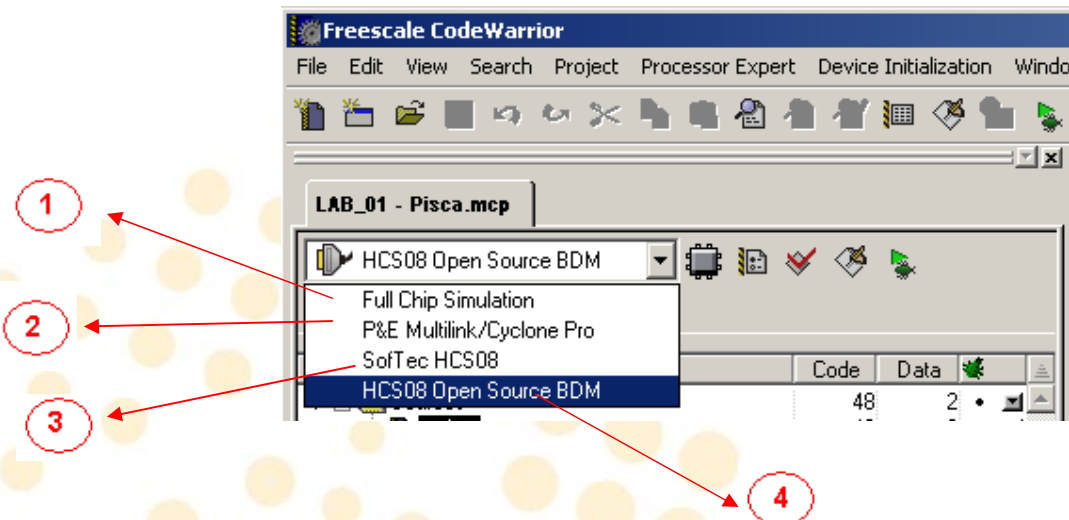 Freescale CodeWarrior
File Edit View Search Project Processor Expert Device Initialization Windo
LAB_01 - Pisca.mcp
1
HCS08 Open Source BDM
Full Chip Simulation
2
P&E Multilink/Cyclone Pro
SofTec HCS08
Code Data
HCS08 Open Source BDM
48 2
3
4